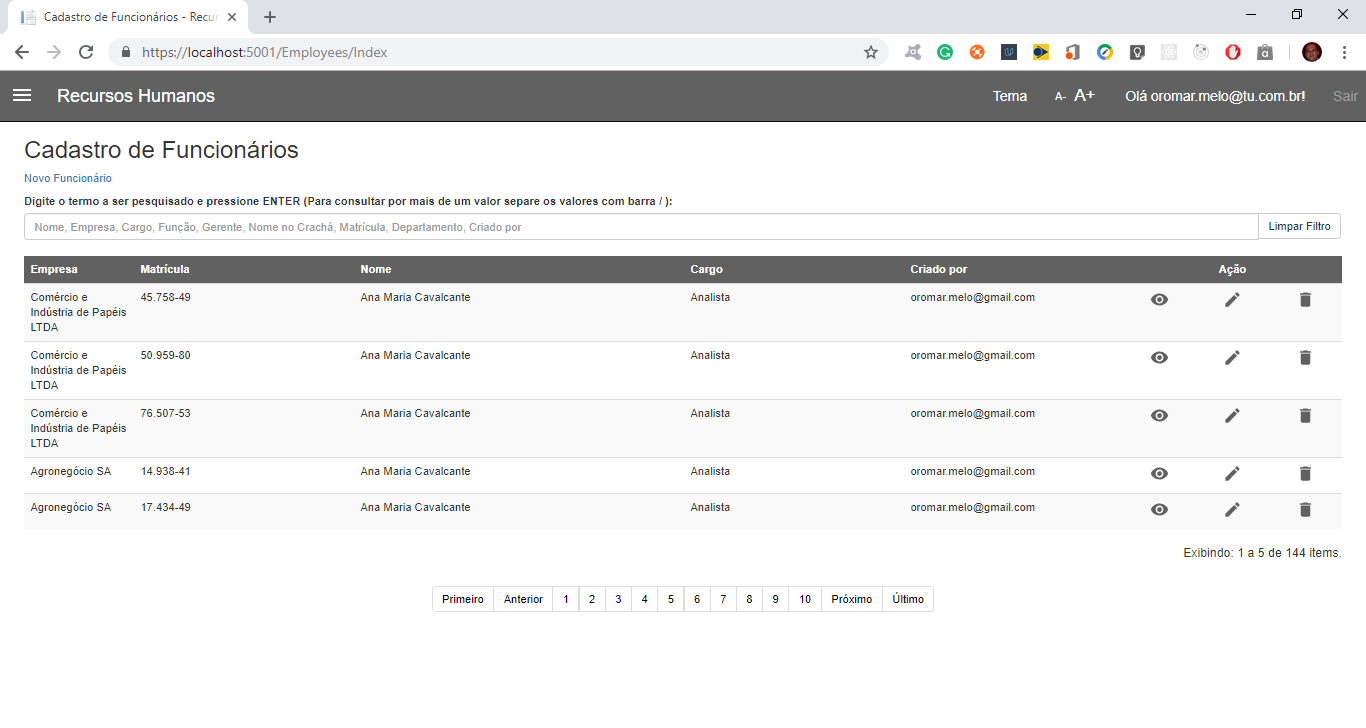 Cadastro de Funcionários - Recur
https://localhost:5001/Employees/Index
Recursos Humanos Tema A- A+ Olá oromar.melo@tu.com.br! Sair
Cadastro de Funcionários
Novo Funcionário
Digite o termo a ser pesquisado e pressione ENTER (Para consultar por mais de um valor separe os valores com barra / ):
Nome, Empresa, Cargo, Função, Gerente, Nome no Crachá, Matrícula, Departamento, Criado por Limpar Filtro
Empresa Matrícula Nome Cargo Criado por Ação
Comércio e 45.758-49 Ana Maria Cavalcante Analista oromar.melo@gmail.com
Indústria de Papéis
LTDA
Comércio e 50.959-80 Ana Maria Cavalcante Analista oromar.melo@gmail.com
Indústria de Papéis
LTDA
Comércio e 76.507-53 Ana Maria Cavalcante Analista oromar.melo@gmail.com
Indústria de Papéis
LTDA
Agronegócio SA 14.938-41 Ana Maria Cavalcante Analista oromar.melo@gmail.com
Agronegócio SA 17.434-49 Ana Maria Cavalcante Analista oromar.melo@gmail.com
Exibindo: 1 a 5 de 144 items.
Primeiro Anterior 1 2 3 4 5 6 7 8 9 10 Próximo Último